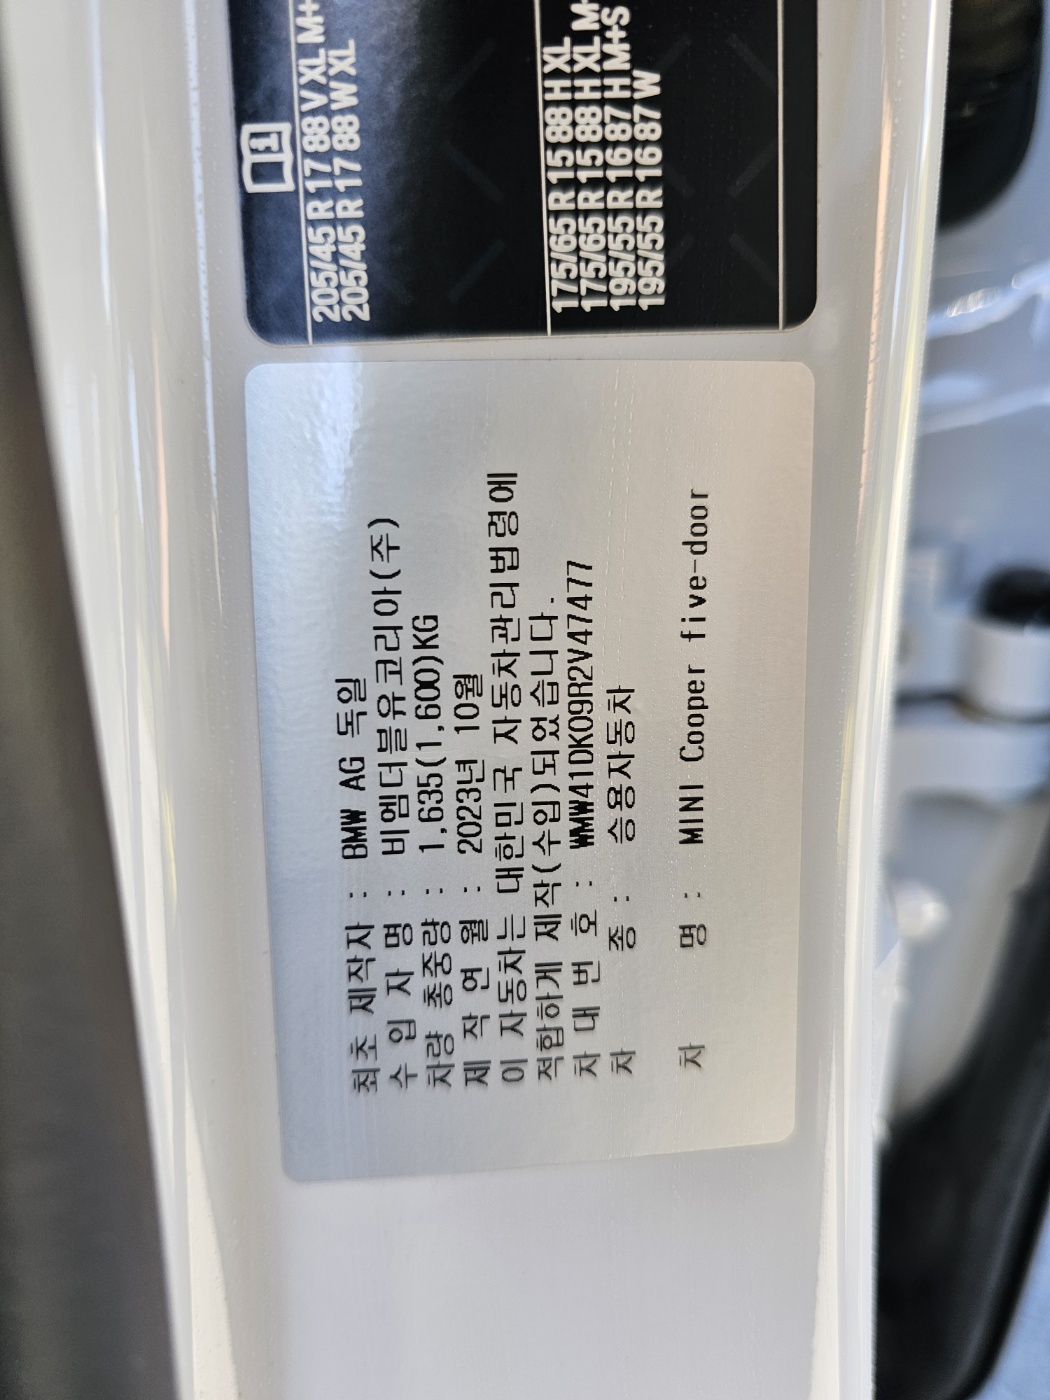 205/45 R 17 88 V XL M+
205/45 R 17 88 W XL
175/65 R 15 88 H XL
175/65 R 15 88 H XL M+
195/55 R 16 87 H M+S
195/55 R 16 87 W
최초 제작자 : BMW AG 독일
수 입 자 명 : 비엠더블유코리아(주)
차량 총중량 : 1,635(1,600)KG
제 작 연 월 : 2023년 10월
이 자동차는 대한민국 자동차관리법령에
적합하게 제작(수입)되었습니다.
차 대 번 호 : WMW41DK09R2V47477
차 종 : 승용자동차
차 명 : MINI Cooper five-door